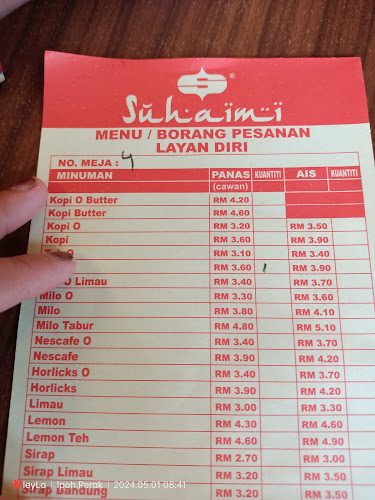 S ®
Suhaimi
MENU / BORANG PESANAN
LAYAN DIRI
NO. MEJA : 4
MINUMAN PANAS KUANTITI AIS KUANTITI
(cawan)
Kopi O Butter RM 4.20
Kopi Butter RM 4.60
Kopi O RM 3.20 RM 3.50
Kopi RM 3.60 RM 3.90
RM 3.10 RM 3.40
RM 3.60 1 RM 3.90
O Limau RM 3.40 RM 3.70
Milo O RM 3.30 RM 3.60
Milo RM 3.80 RM 4.10
Milo Tabur RM 4.80 RM 5.10
Nescafe O RM 3.40 RM 3.70
Nescafe RM 3.90 RM 4.20
Horlicks O RM 3.40 RM 3.70
Horlicks RM 3.90 RM 4.20
Limau RM 3.00 RM 3.30
Lemon RM 4.30 RM 4.60
Lemon Teh RM 4.60 RM 4.90
Sirap RM 2.70 RM 3.00
Sirap Limau RM 3.20 RM 3.50
Sirap Bandung RM 3.20 RM 3.50
leyLa | Ipoh,Perak | 2024.05.01 08:41